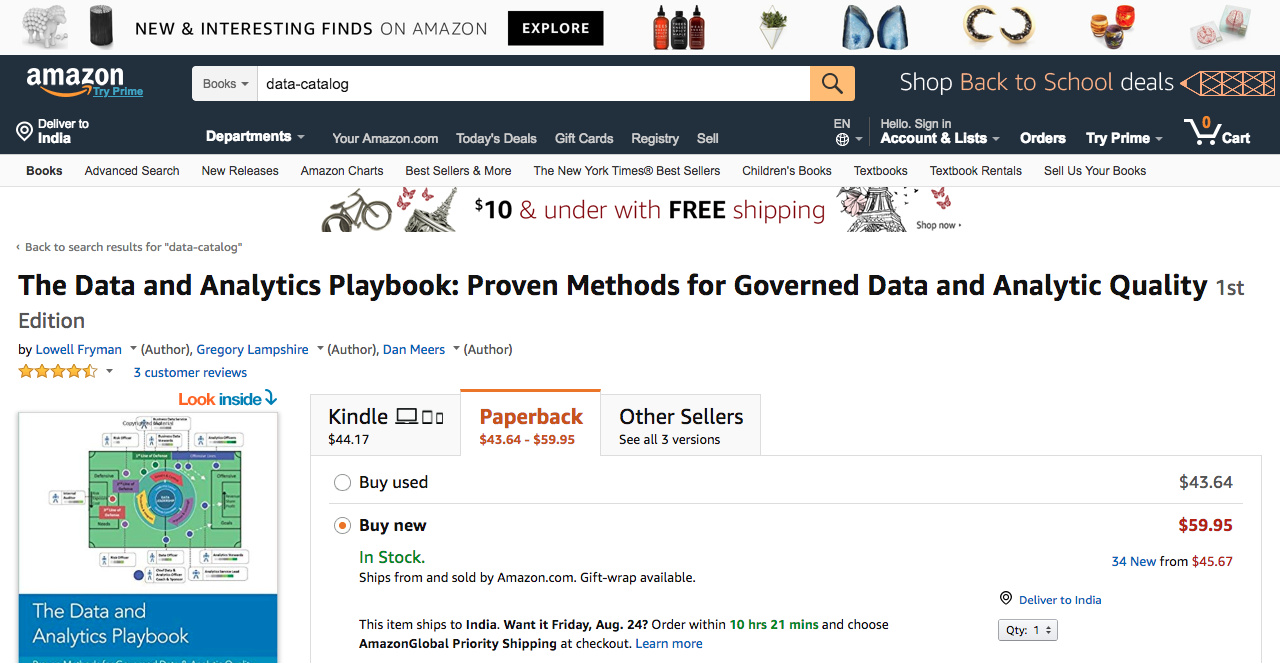 NEW & INTERESTING FINDS ON AMAZON EXPLORE
amazon
Try Prime
Books data-catalog
Shop Back to School deals
Deliver to
India
Departments Your Amazon.com Today's Deals Gift Cards Registry Sell
EN
Hello. Sign in
Account & Lists Orders Try Prime 0 Cart
Books Advanced Search New Releases Amazon Charts Best Sellers & More The New York Times® Best Sellers Children's Books Textbooks Textbook Rentals Sell Us Your Books
$10 & under with FREE shipping Shop now ›
‹ Back to search results for "data-catalog"
The Data and Analytics Playbook: Proven Methods for Governed Data and Analytic Quality 1st
Edition
by Lowell Fryman (Author), Gregory Lampshire (Author), Dan Meers (Author)
3 customer reviews
Look inside
The Data and
Analytics Playbook
Kindle
$44.17
Paperback
$43.64 - $59.95
Other Sellers
See all 3 versions
Buy used $43.64
Buy new $59.95
In Stock.
Ships from and sold by Amazon.com. Gift-wrap available.
34 New from $45.67
This item ships to India. Want it Friday, Aug. 24? Order within 10 hrs 21 mins and choose
AmazonGlobal Priority Shipping at checkout. Learn more
Deliver to India
Qty: 1